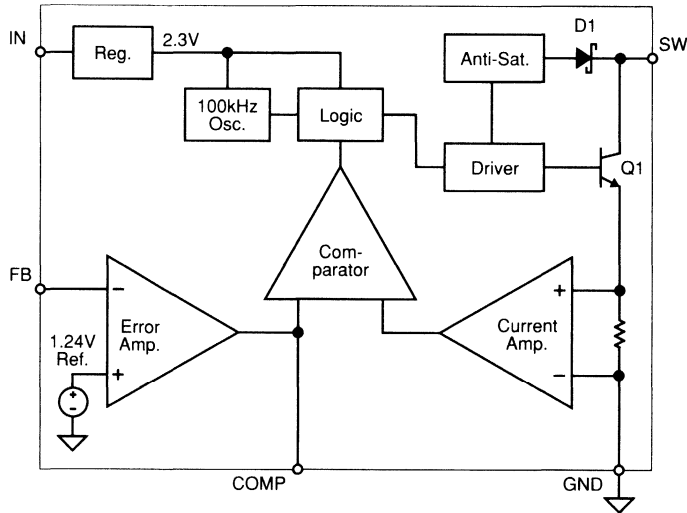 IN
Reg.
2.3V
Anti-Sat.
D1
SW
100kHz
Osc.
Logic
Driver
Q1
Com-
parator
FB
−
Error
Amp.
+
1.24V
Ref.
+
−
Current
Amp.
+
−
COMP
GND